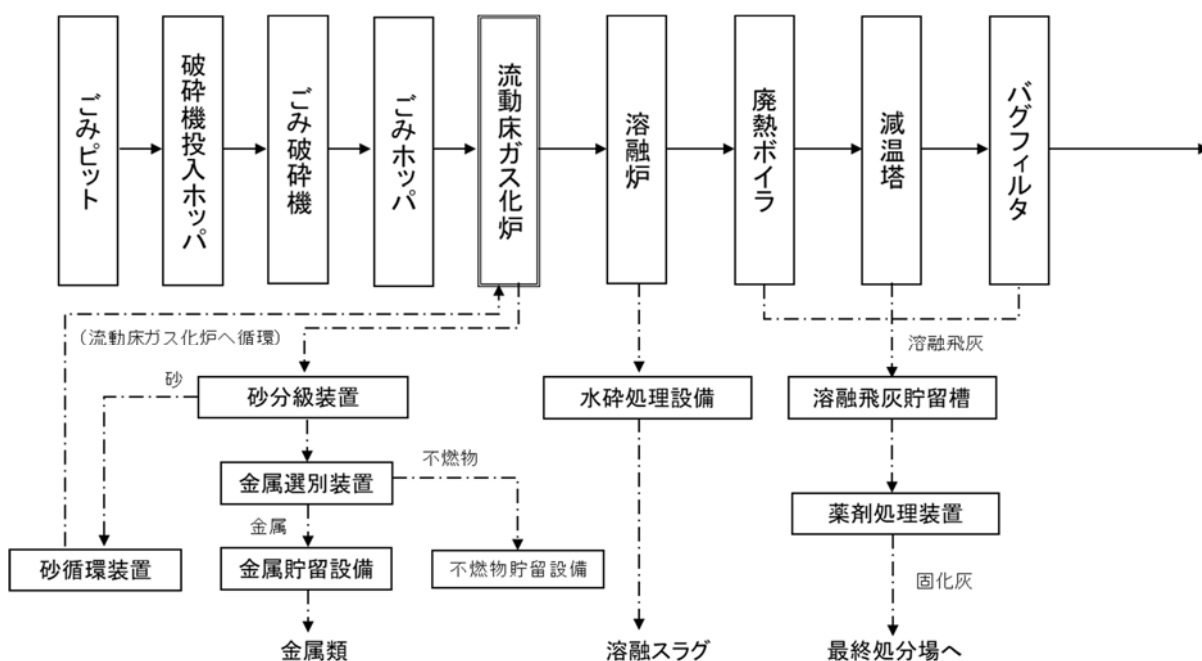 ごみピット
破砕機投入ホッパ
ごみ破砕機
ごみホッパ
流動床ガス化炉
溶融炉
廃熱ボイラ
減温塔
バグフィルタ
(流動床ガス化炉へ循環)
溶融飛灰
砂
砂分級装置
水砕処理設備
溶融飛灰貯留槽
不燃物
金属選別装置
薬剤処理装置
金属
砂循環装置
金属貯留設備
不燃物貯留設備
固化灰
金属類
溶融スラグ
最終処分場へ